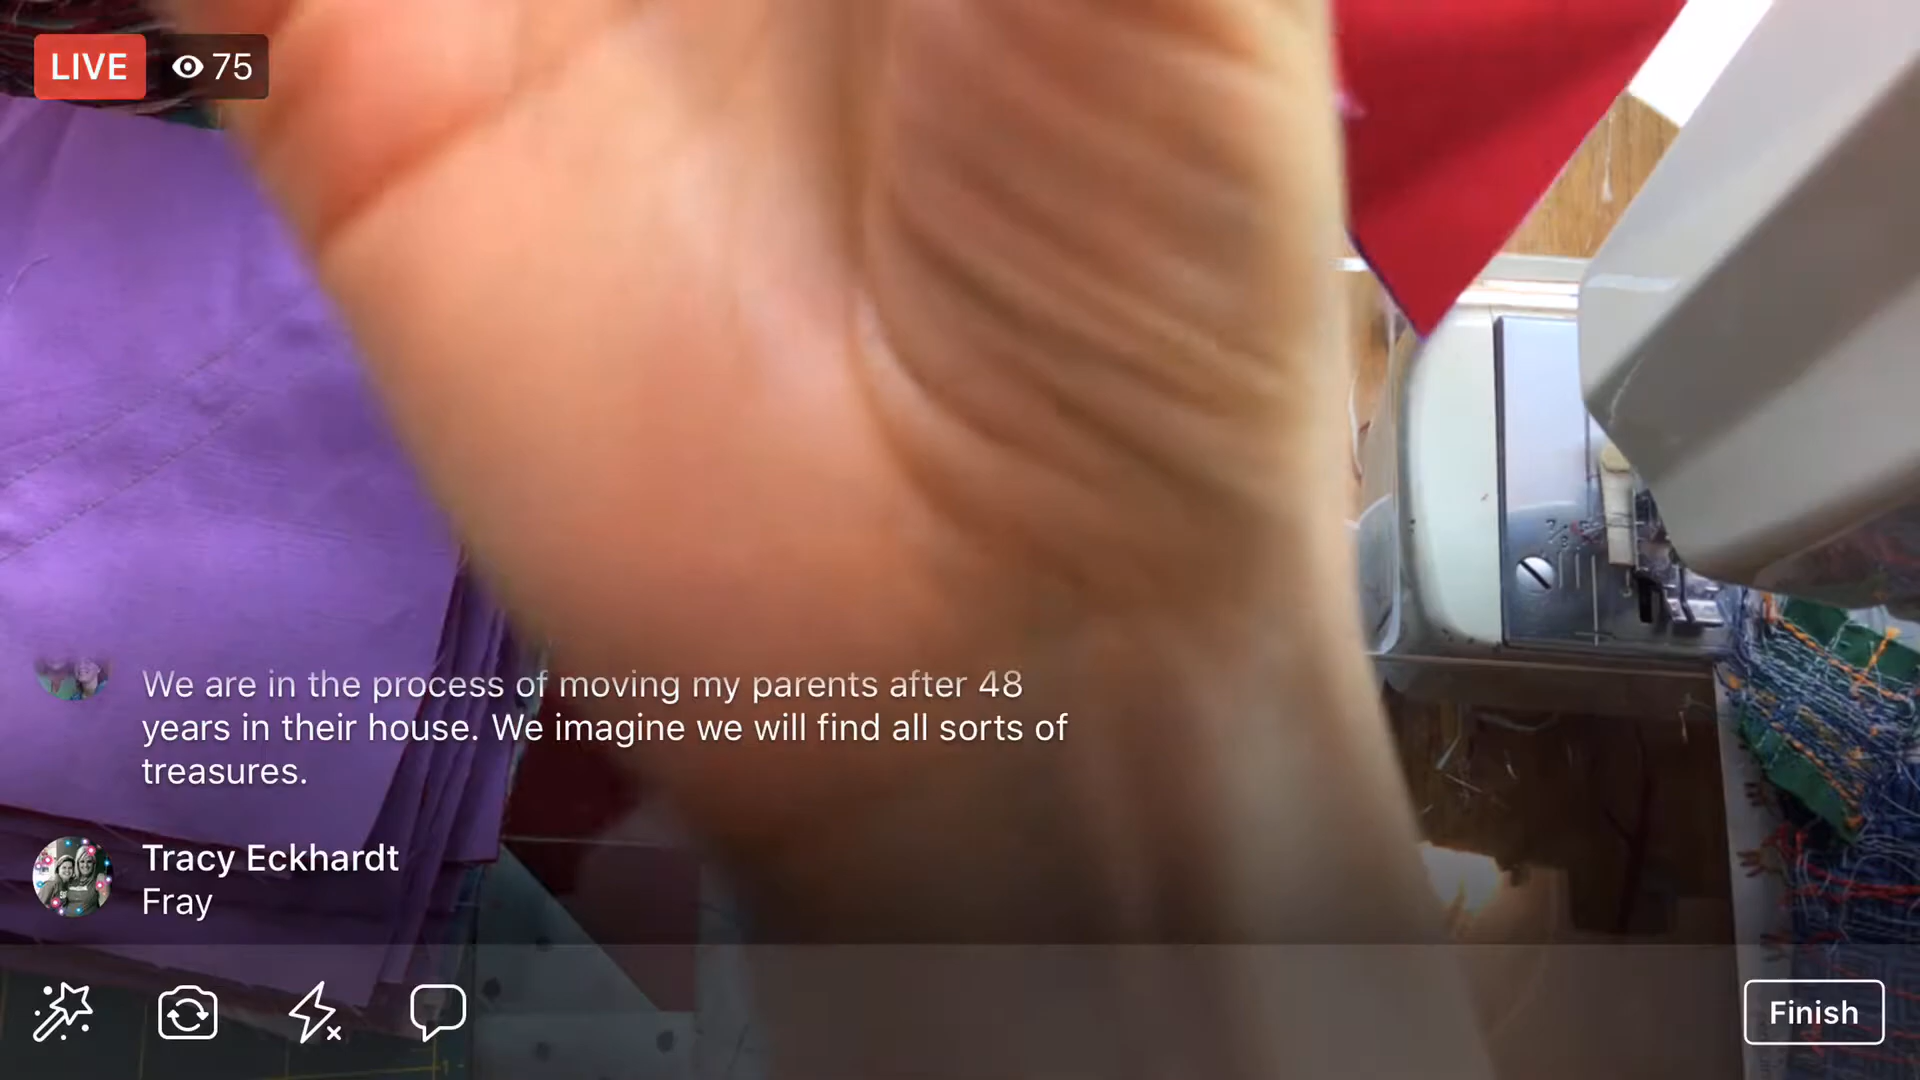 LIVE 75
We are in the process of moving my parents after 48
years in their house. We imagine we will find all sorts of
treasures.
Tracy Eckhardt
Fray
Finish